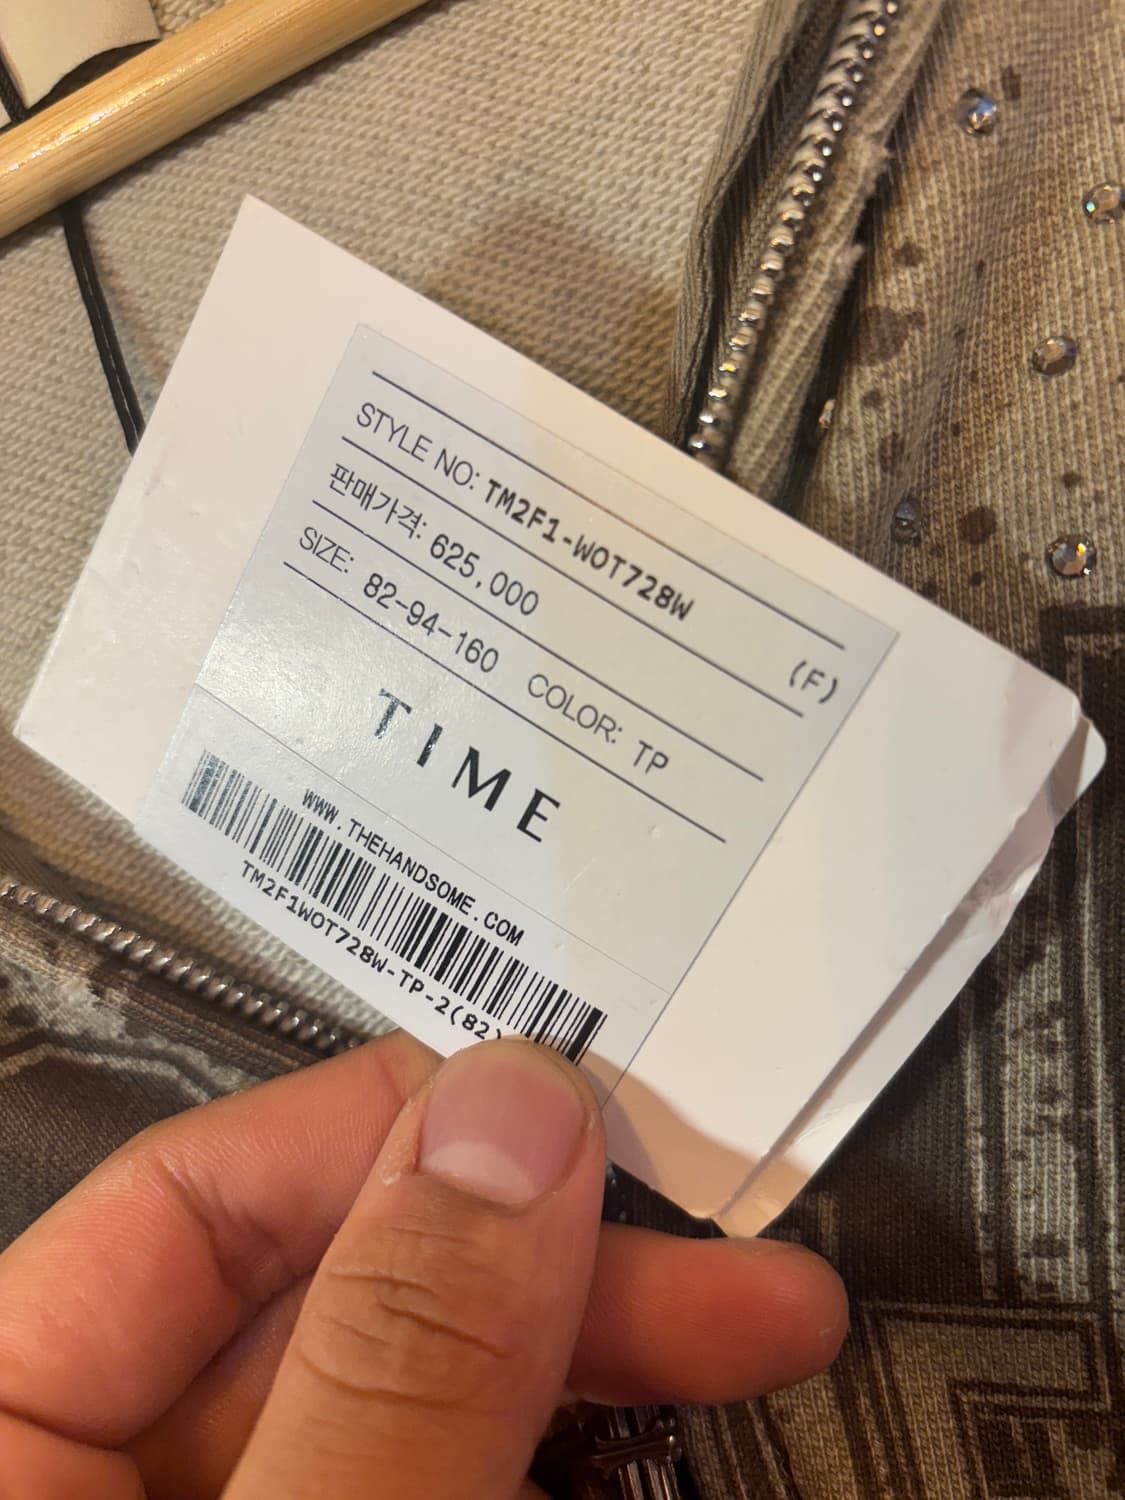 STYLE NO: TM2F1-WOT728W
판매가격: 625,000 (F)
SIZE: 82-94-160 COLOR: TP
TIME
WWW.THEHANDSOME.COM
TM2F1WOT728W-TP-2(82)